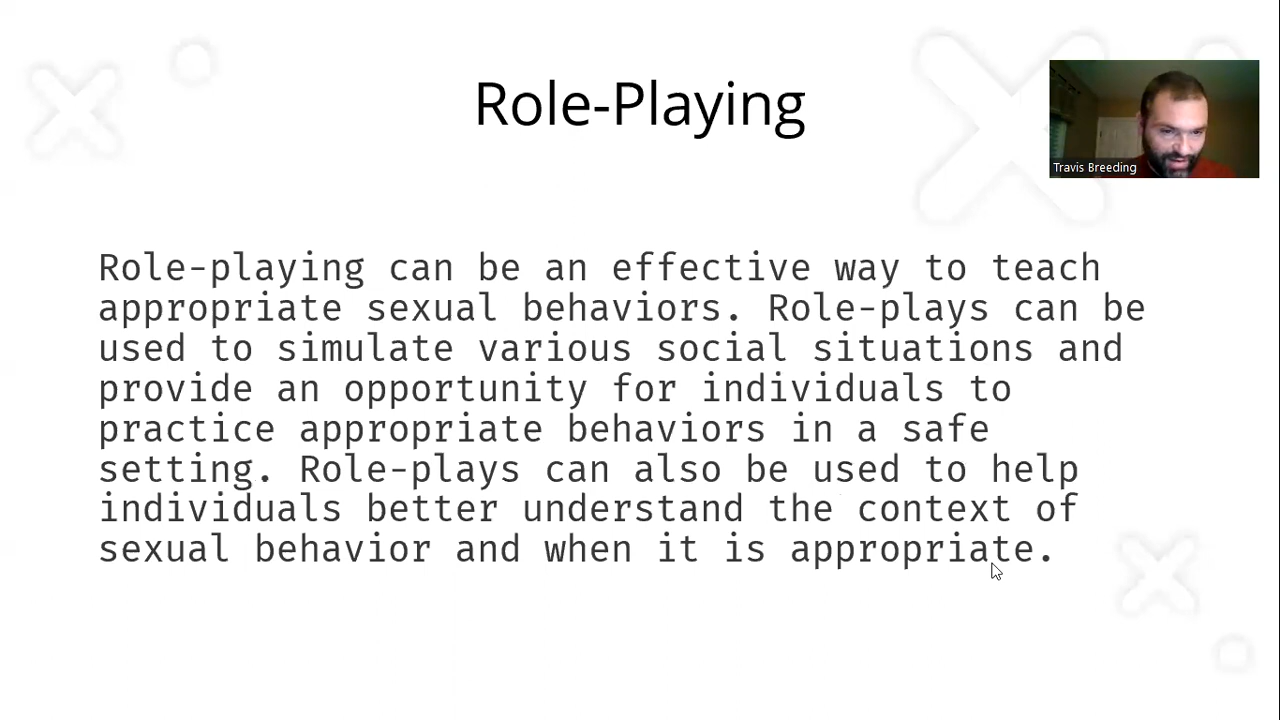 Role-Playing
Travis Breeding
Role-playing can be an effective way to teach
appropriate sexual behaviors. Role-plays can be
used to simulate various social situations and
provide an opportunity for individuals to
practice appropriate behaviors in a safe
setting. Role-plays can also be used to help
individuals better understand the context of
sexual behavior and when it is appropriate.